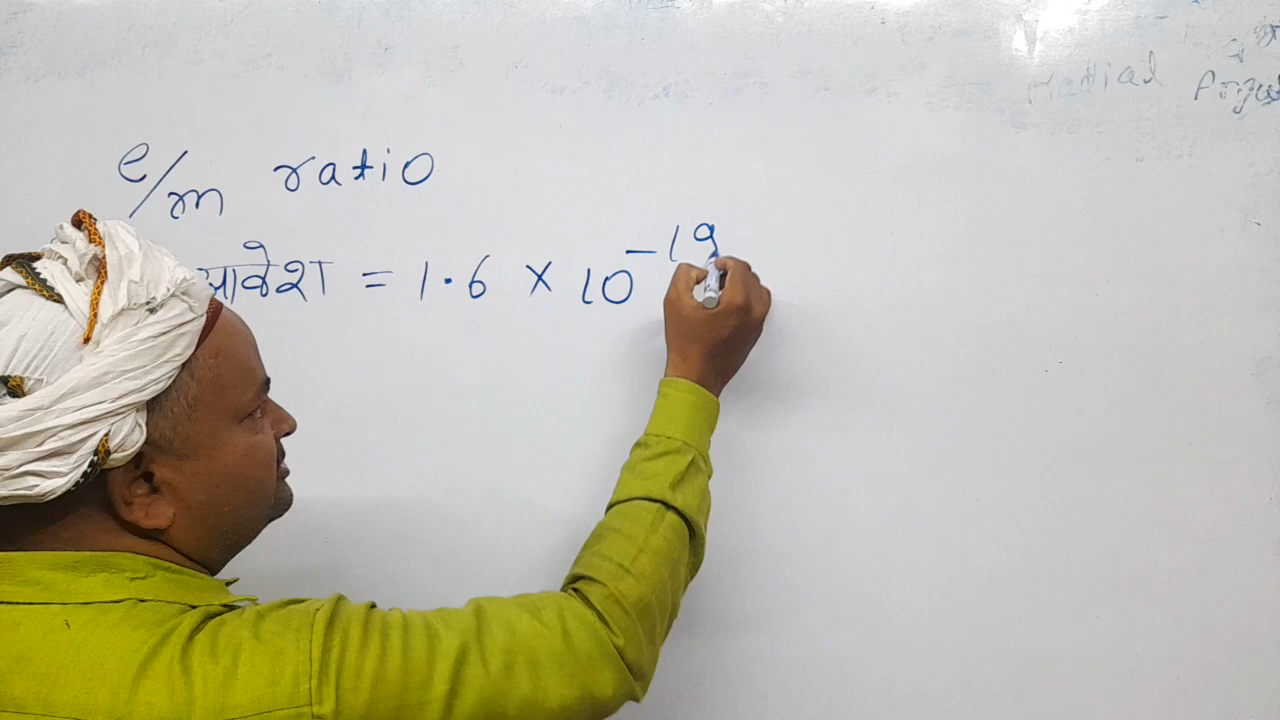 e/m ratio
आवेश = 1.6 × 10⁻¹⁹